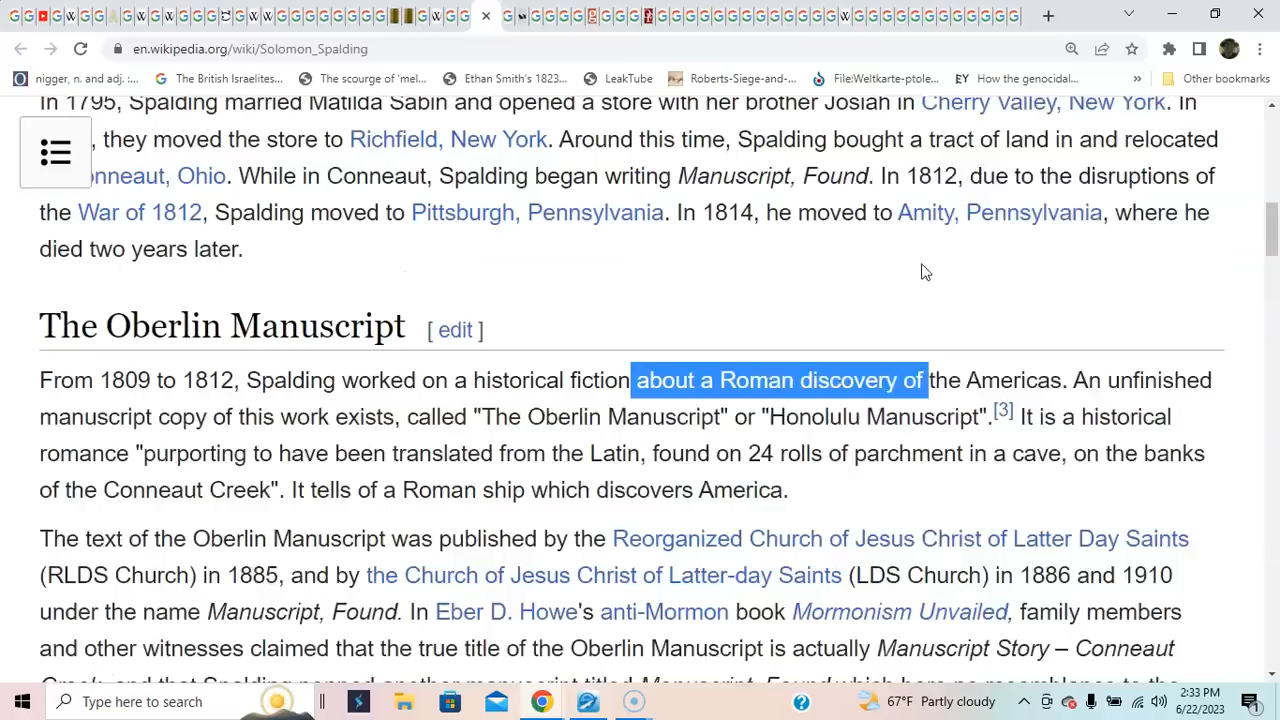 en.wikipedia.org/wiki/Solomon_Spalding
nigger, n. and adj. :...
The British Israelites...
The scourge of 'mel...
Ethan Smith's 1823...
LeakTube
Roberts-Siege-and-...
File:Weltkarte-ptole...
EY How the genocidal...
»
Other bookmarks
In 1795, Spalding married Matilda Sabin and opened a store with her brother Josiah in Cherry Valley, New York. In
, they moved the store to Richfield, New York. Around this time, Spalding bought a tract of land in and relocated
onneaut, Ohio. While in Conneaut, Spalding began writing Manuscript, Found. In 1812, due to the disruptions of
the War of 1812, Spalding moved to Pittsburgh, Pennsylvania. In 1814, he moved to Amity, Pennsylvania, where he
died two years later.
The Oberlin Manuscript [ edit ]
From 1809 to 1812, Spalding worked on a historical fiction about a Roman discovery of the Americas. An unfinished
manuscript copy of this work exists, called "The Oberlin Manuscript" or "Honolulu Manuscript".[3] It is a historical
romance "purporting to have been translated from the Latin, found on 24 rolls of parchment in a cave, on the banks
of the Conneaut Creek". It tells of a Roman ship which discovers America.
The text of the Oberlin Manuscript was published by the Reorganized Church of Jesus Christ of Latter Day Saints
(RLDS Church) in 1885, and by the Church of Jesus Christ of Latter-day Saints (LDS Church) in 1886 and 1910
under the name Manuscript, Found. In Eber D. Howe's anti-Mormon book Mormonism Unvailed, family members
and other witnesses claimed that the true title of the Oberlin Manuscript is actually Manuscript Story – Conneaut
Type here to search
67°F Partly cloudy
2:33 PM
6/22/2023